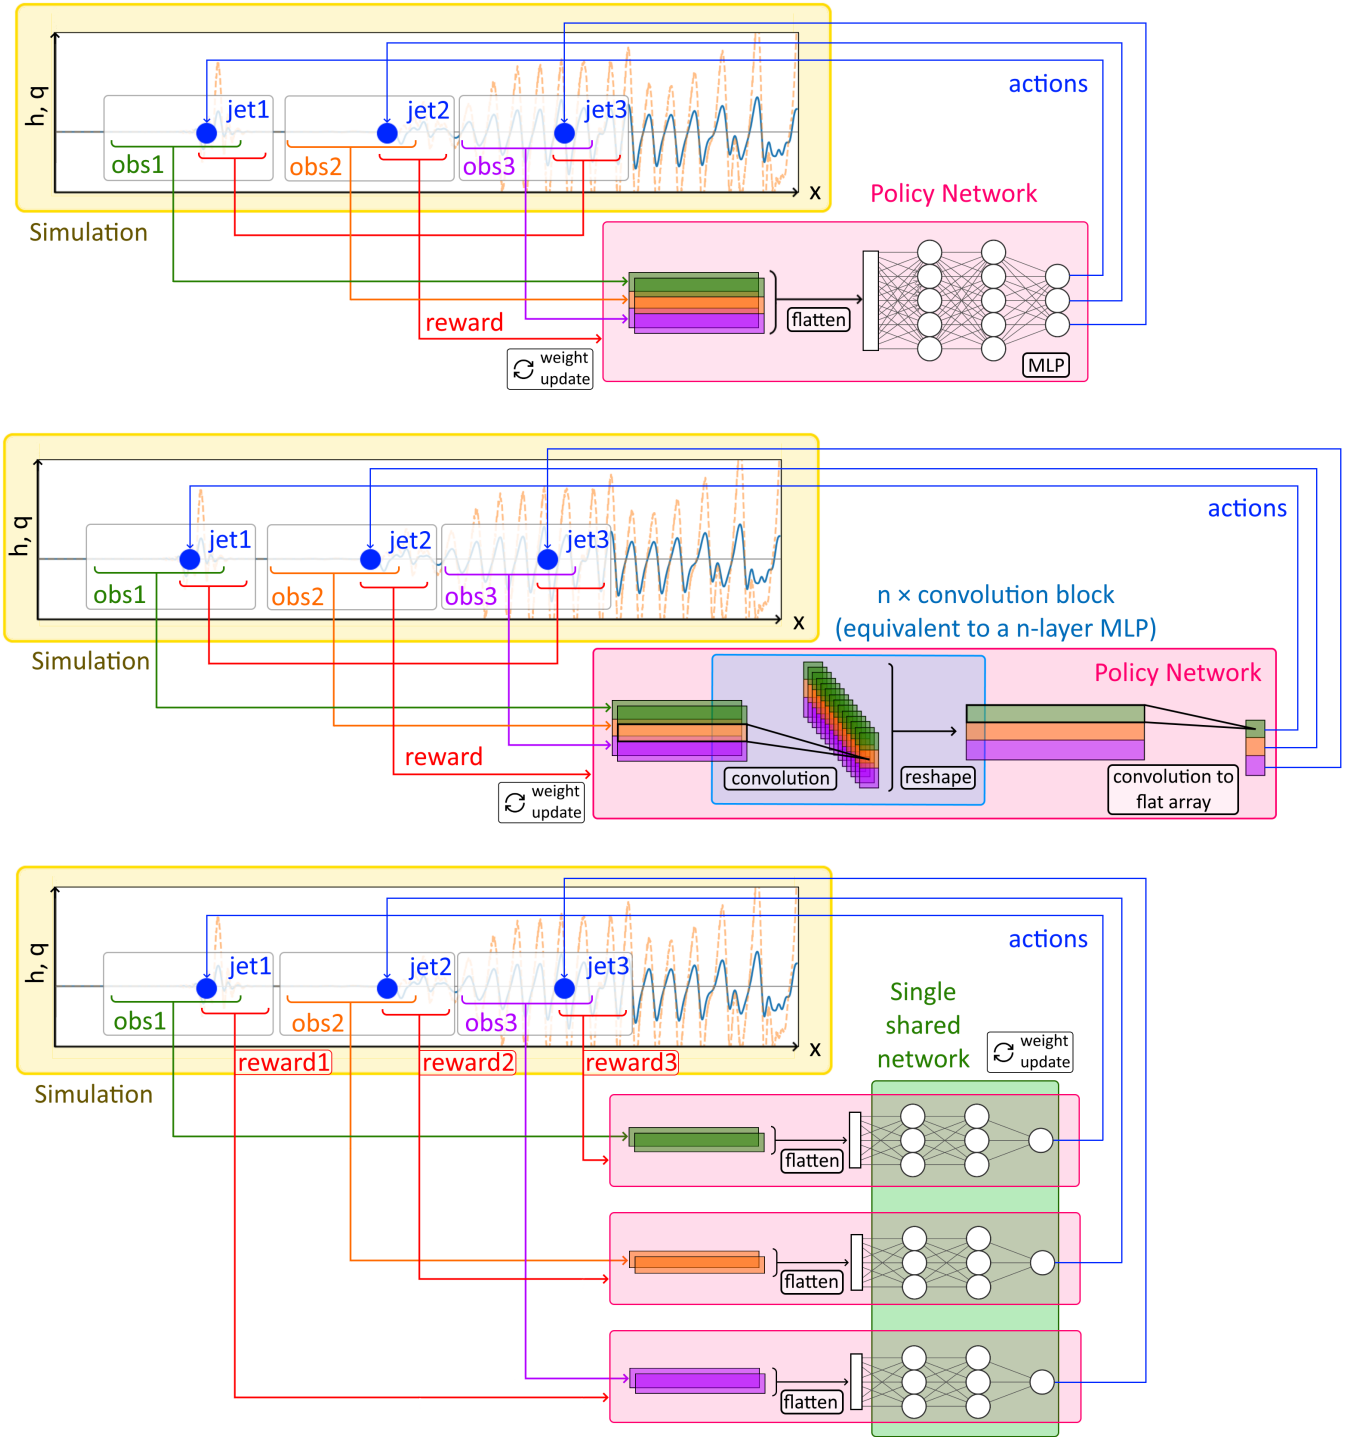 h, q
jet1
jet2
jet3
obs1
obs2
obs3
x
actions
Simulation
Policy Network
flatten
reward
weight
update
MLP
h, q
jet1
jet2
jet3
obs1
obs2
obs3
x
actions
Simulation
n × convolution block
(equivalent to a n-layer MLP)
Policy Network
reward
weight
update
convolution
reshape
convolution to
flat array
h, q
jet1
jet2
jet3
obs1
obs2
obs3
x
actions
reward1
reward2
reward3
Simulation
Single
shared
network
weight
update
flatten
flatten
flatten